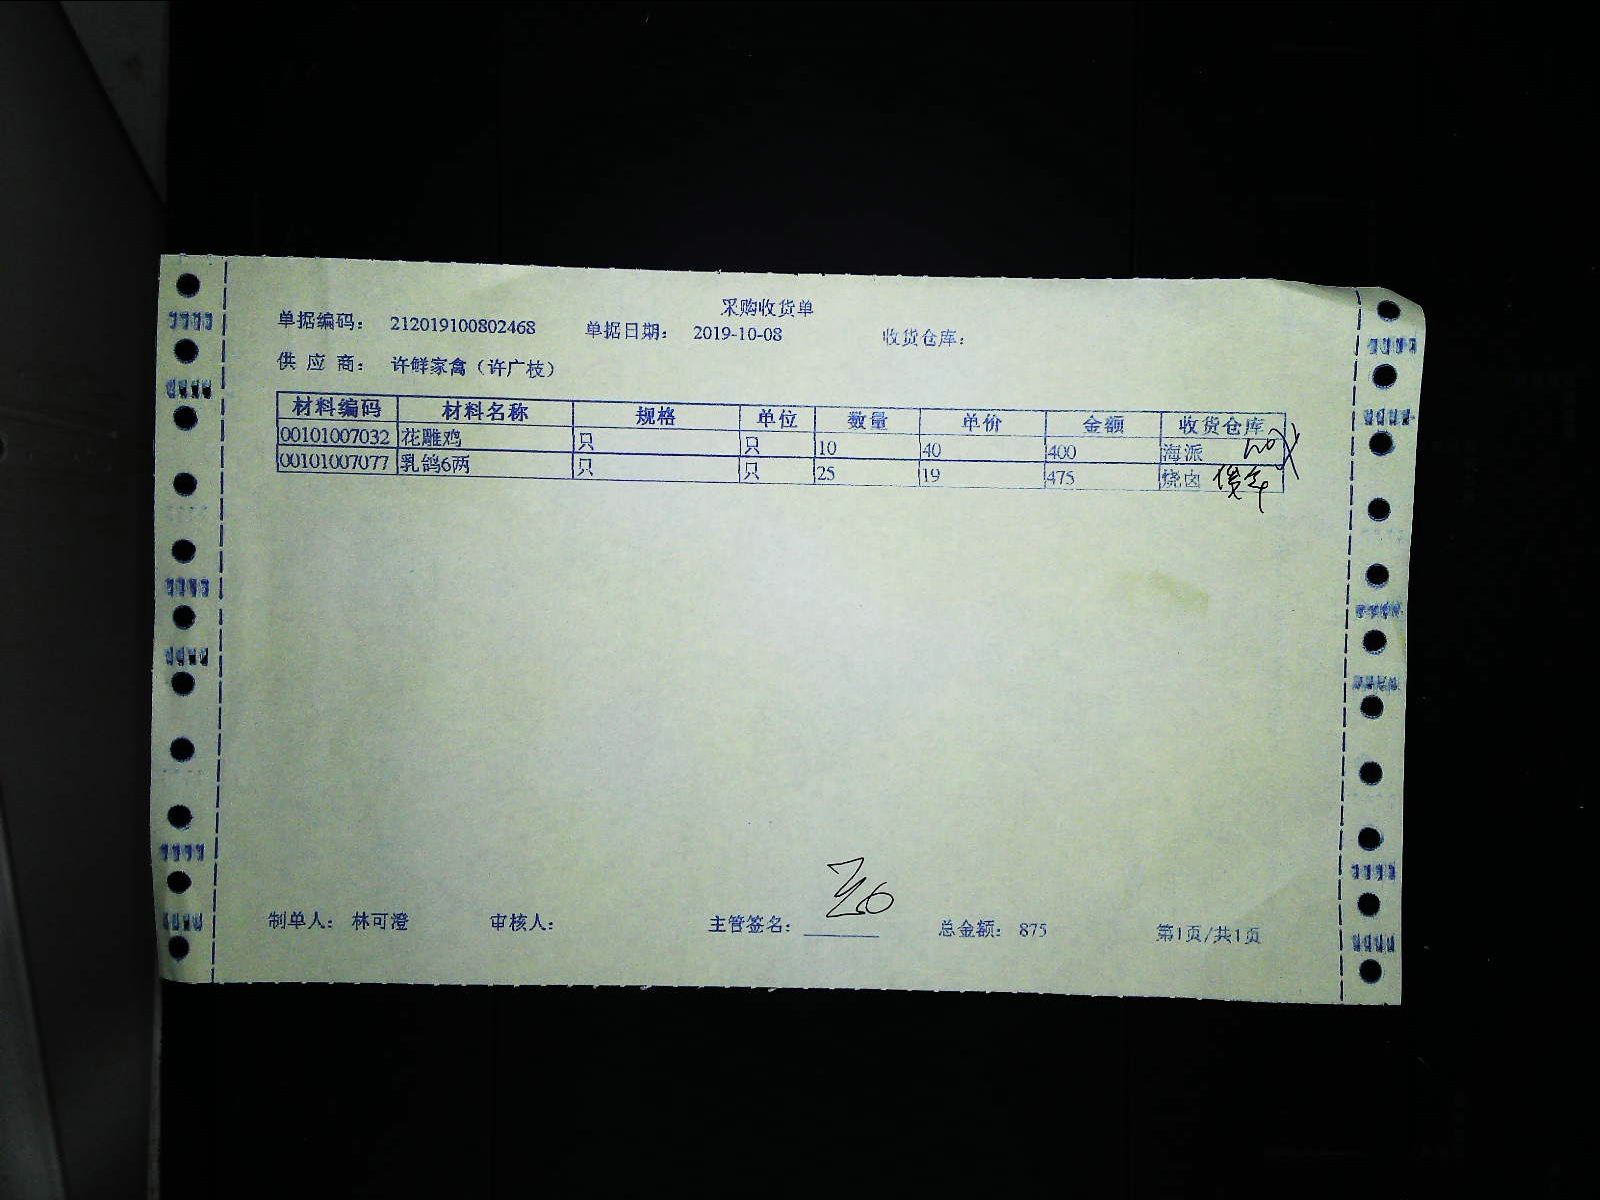 采购收货单
单据编码: 212019100802468 单据日期: 2019-10-08 收货仓库:
供 应 商: 许鲜家禽（许广枝）
材料编码 材料名称 规格 单位 数量 单价 金额 收货仓库
00101007032 花雕鸡 只 只 10 40 400 海派
00101007077 乳鸽6两 只 只 25 19 475 烧卤
制单人: 林可澄 审核人: 主管签名: 总金额: 875 第1页/共1页